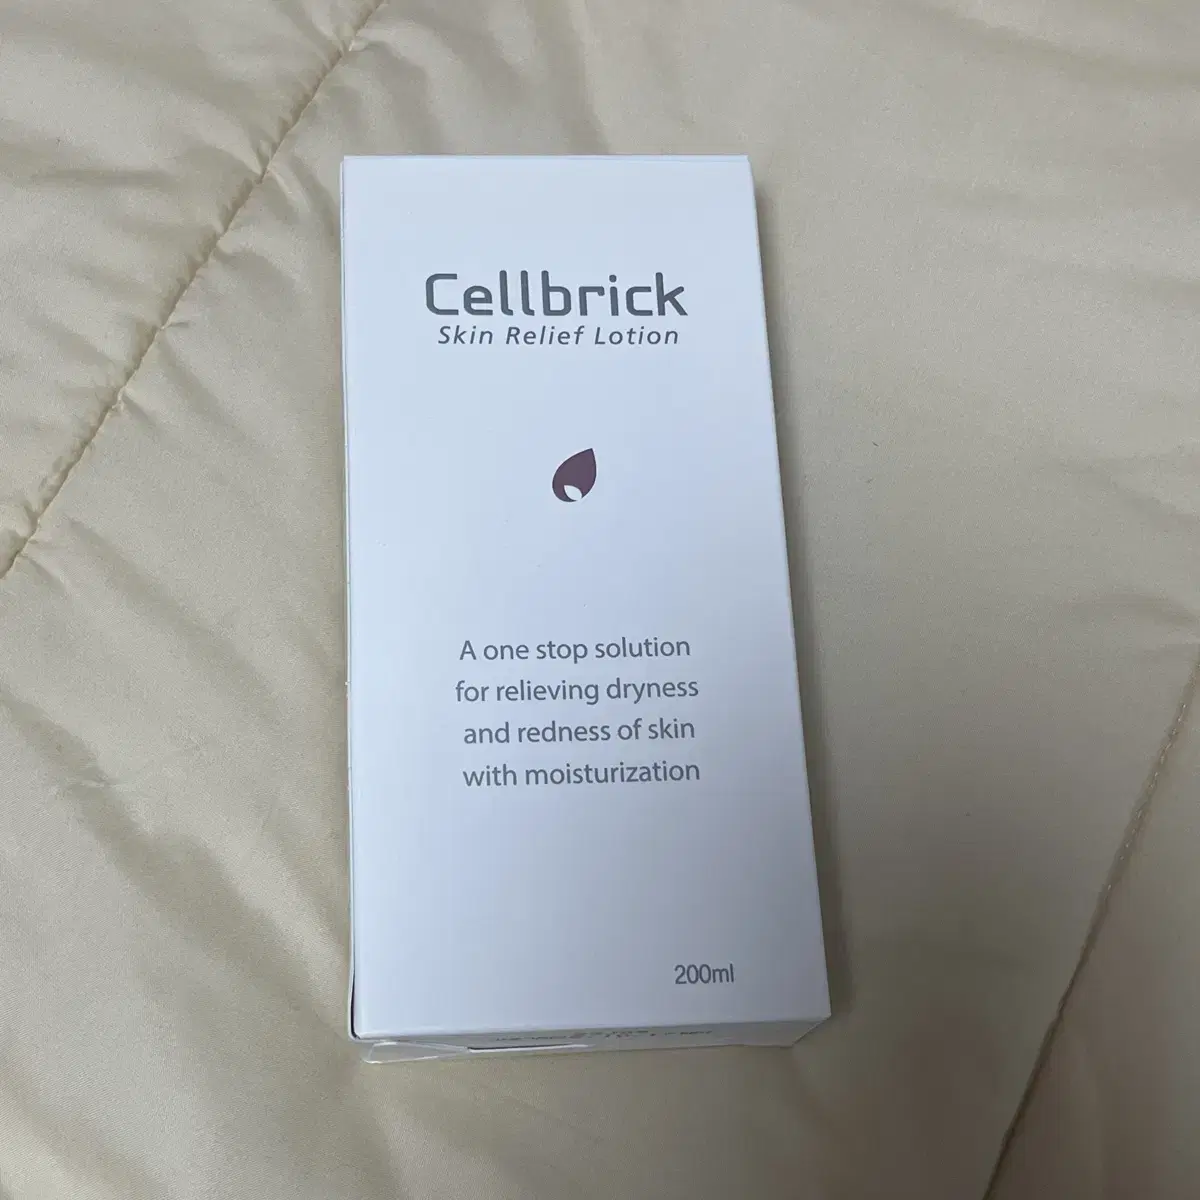 Cellbrick
Skin Relief Lotion
A one stop solution
for relieving dryness
and redness of skin
with moisturization
200ml